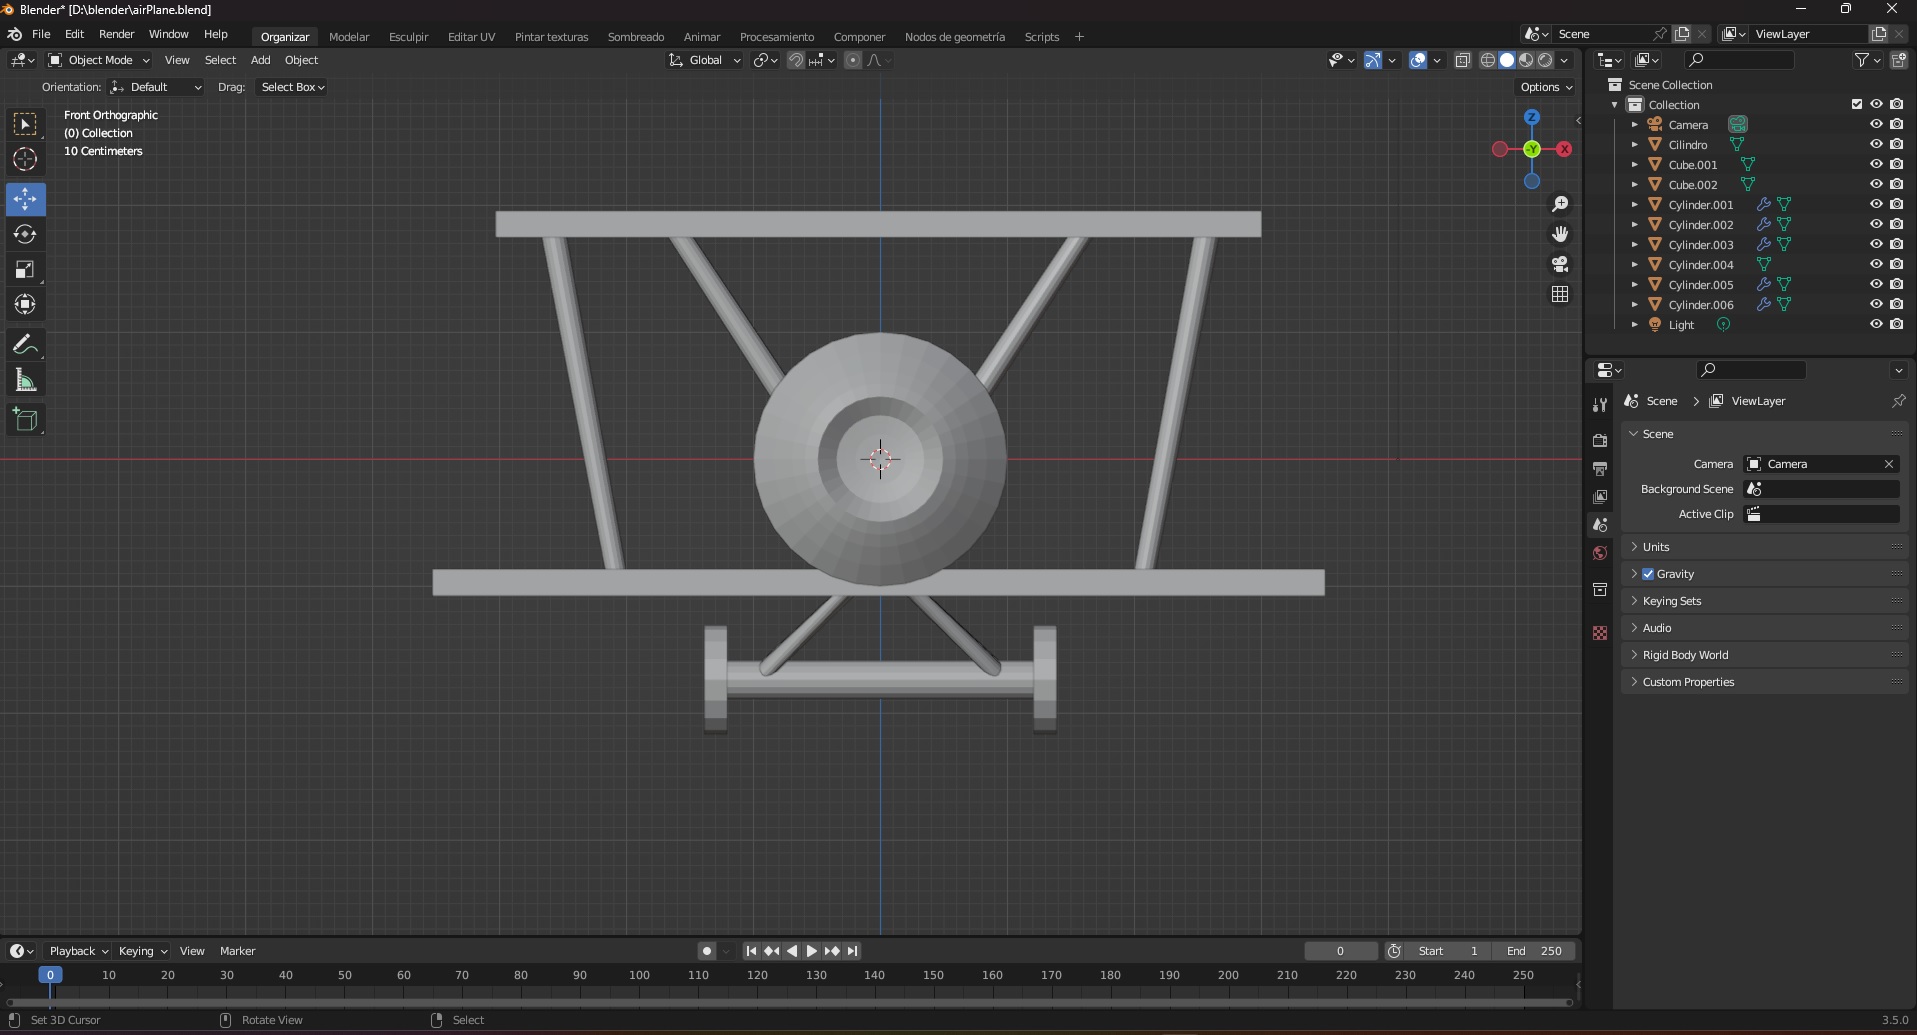 Blender* [D:\blender\airPlane.blend]
File Edit Render Window Help Organizar Modelar Esculpir Editar UV Pintar texturas Sombreado Animar Procesamiento Componer Nodos de geometría Scripts + Scene ViewLayer
Object Mode View Select Add Object Global
Orientation: Default Drag: Select Box Options
Front Orthographic
(0) Collection
10 Centimeters
Z
-Y
X
Scene Collection
Collection
Camera
Cilindro
Cube.001
Cube.002
Cylinder.001
Cylinder.002
Cylinder.003
Cylinder.004
Cylinder.005
Cylinder.006
Light
Scene > ViewLayer
Scene
Camera Camera
Background Scene
Active Clip
Units
Gravity
Keying Sets
Audio
Rigid Body World
Custom Properties
Playback Keying View Marker 0 Start 1 End 250
0 10 20 30 40 50 60 70 80 90 100 110 120 130 140 150 160 170 180 190 200 210 220 230 240 250
Set 3D Cursor Rotate View Select 3.5.0